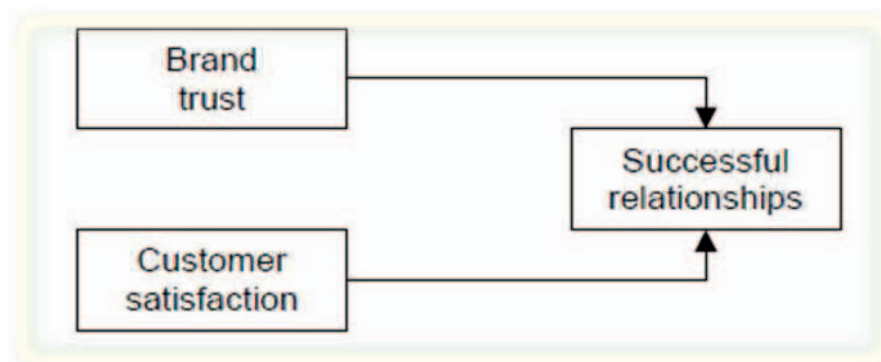 Brand
trust
Successful
relationships
Customer
satisfaction